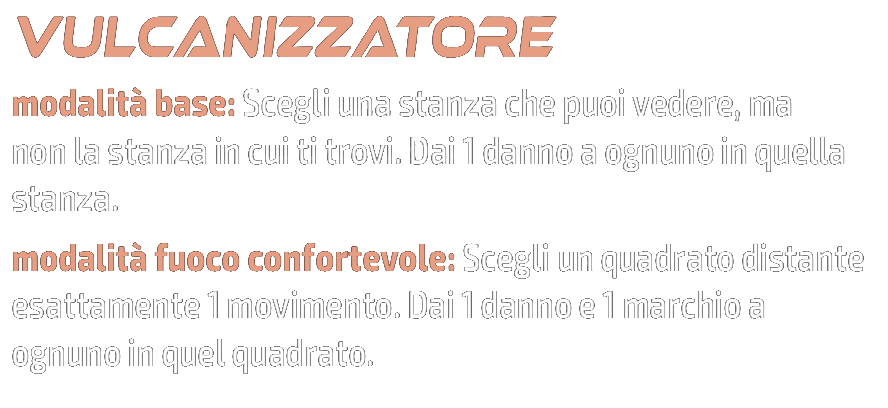 VULCANIZZATORE
modalità base: Scegli una stanza che puoi vedere, ma
non la stanza in cui ti trovi. Dai 1 danno a ognuno in quella
stanza.
modalità fuoco confortevole: Scegli un quadrato distante
esattamente 1 movimento. Dai 1 danno e 1 marchio a
ognuno in quel quadrato.